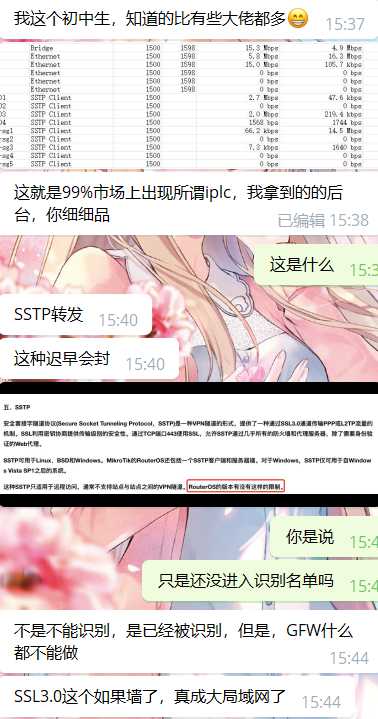 我这个初中生，知道的比有些大佬都多😁 15:37
Bridge 1500 1598 15.3 Mbps 4.9 Mbps
Ethernet 1500 1598 5.8 Mbps 16.3 Mbps
Ethernet 1500 1598 15.0 Mbps 105.7 kbps
Ethernet 1500 1598 0 bps 0 bps
Ethernet 1500 1598 0 bps 0 bps
01 SSTP Client 2.7 Mbps 47.6 kbps
02 SSTP Client 0 bps 0 bps
03 SSTP Client 2.0 Mbps 219.4 kbps
04 SSTP Client 1568 bps 1744 bps
-sg1 SSTP Client 66.2 kbps 14.5 Mbps
-sg2 SSTP Client 0 bps 0 bps
-sg3 SSTP Client 7.3 kbps 1640
-sg4 SSTP Client 0 bps 0 bps
-sg5 SSTP Client 0 bps 0 bps
这就是99%市场上出现所谓iplc，我拿到的的后
台，你细细品
已编辑 15:38
这是什么 15:3
SSTP转发 15:40
这种迟早会封 15:40
五、SSTP
安全套接字隧道协议(Secure Socket Tunneling Protocol，SSTP)是一种VPN隧道的形式，提供了一种通过SSL3.0通道传输PPP或L2TP流量的
机制。SSL利用密钥协商提供传输级别的安全性。通过TCP端口443使用SSL，允许SSTP通过几乎所有的防火墙和代理服务器，除了需要身份验
证的Web代理。
SSTP可用于Linux、BSD和Windows。MikroTik的RouterOS还包括一个SSTP客户端和服务器端。对于Windows，SSTP仅可用于自Window
s Vista SP1之后的系统。
这种SSTP只适用于远程访问，通常不支持站点与站点之间的VPN隧道。RouterOS的版本有没有这样的限制。
你是说 15:4
只是还没进入识别名单吗 15:4
不是不能识别，是已经被识别，但是，GFW什么
都不能做
15:44
SSL3.0这个如果墙了，真成大局域网了 15:44